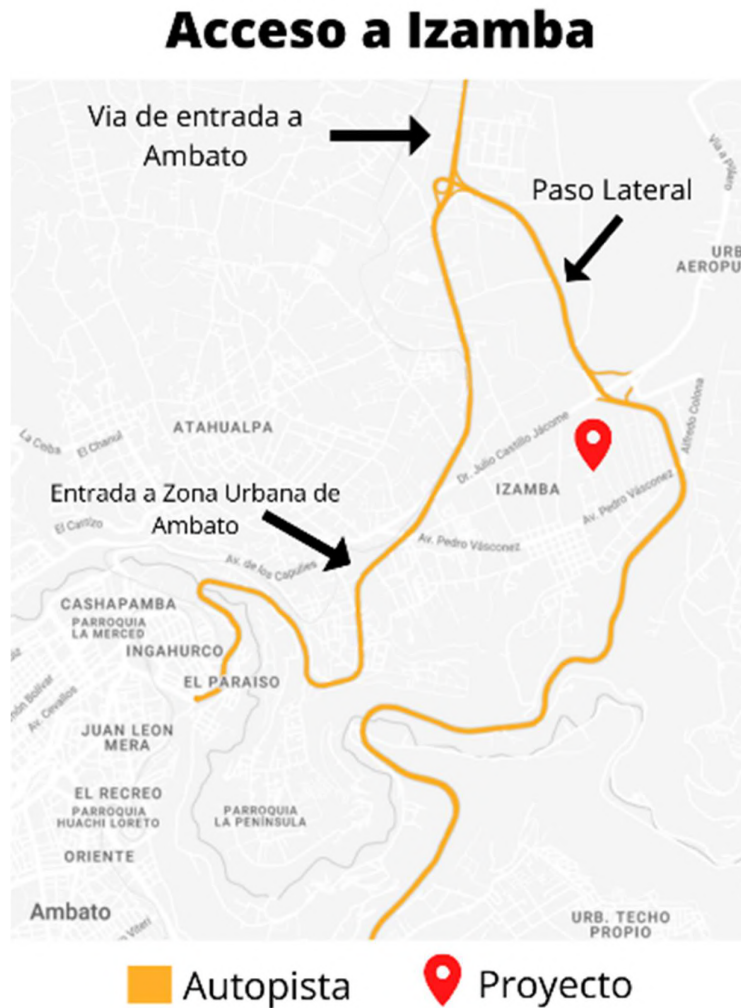 Acceso a Izamba
Via de entrada a
Ambato
Paso Lateral
URB
AEROPU
La Ceiba
El Chanul
ATAHUALPA
Dr. Julio Castillo Jácome
Alfredo Colona
IZAMBA
Av. Pedro Vásconez
Entrada a Zona Urbana de
Ambato
Av. Pedro Vásconez
Av. de los Capulíes
CASHAPAMBA
PARROQUIA
LA MERCED
INGAHURCO
EL PARAISO
Av. Cevallos
JUAN LEON
MERA
EL RECREO
PARROQUIA
HUACHI LORETO
PARROQUIA
LA PENÍNSULA
ORIENTE
Ambato
URB. TECHO
PROPIO
Autopista
Proyecto